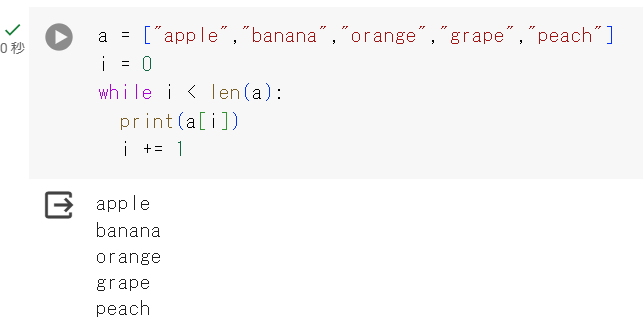 a = ["apple","banana","orange","grape","peach"]
0 秒
i = 0
while i < len(a):
  print(a[i])
  i += 1
apple
banana
orange
grape
peach